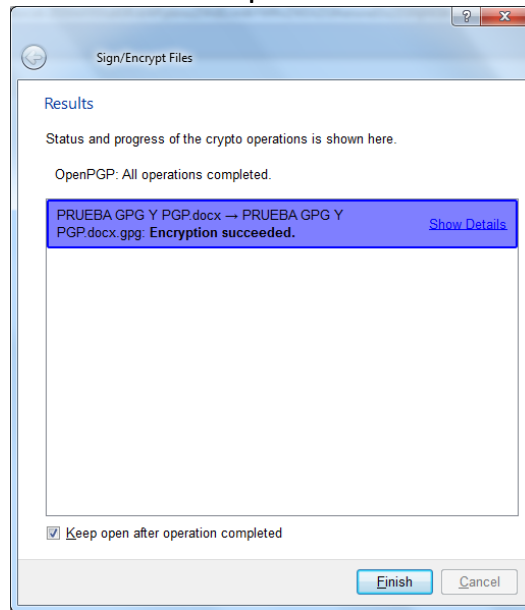 Sign/Encrypt Files
Results
Status and progress of the crypto operations is shown here.
OpenPGP: All operations completed.
PRUEBA GPG Y PGP.docx → PRUEBA GPG Y
PGP.docx.gpg: Encryption succeeded.
Show Details
Keep open after operation completed
Finish
Cancel